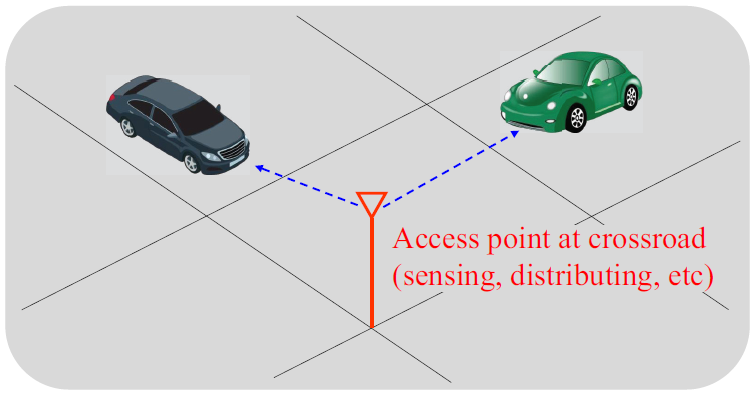 Access point at crossroad
(sensing, distributing, etc)